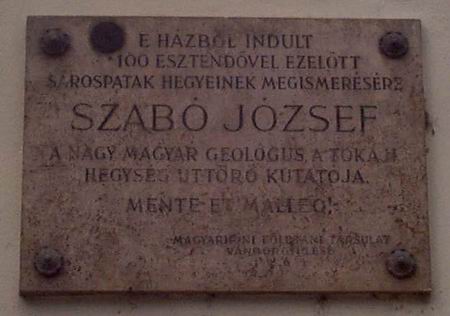 E HÁZBÓL INDULT
100 ESZTENDŐVEL EZELŐTT
SÁROSPATAK HEGYEINEK MEGISMERÉSÉRE
SZABÓ JÓZSEF
A NAGY MAGYAR GEOLÓGUS, A TOKAJI
HEGYSÉG ÚTTÖRŐ KUTATÓJA.
MENTE ET MALLEO!
MAGYARHONI FÖLDTANI TÁRSULAT
VÁNDORGYŰLÉSE